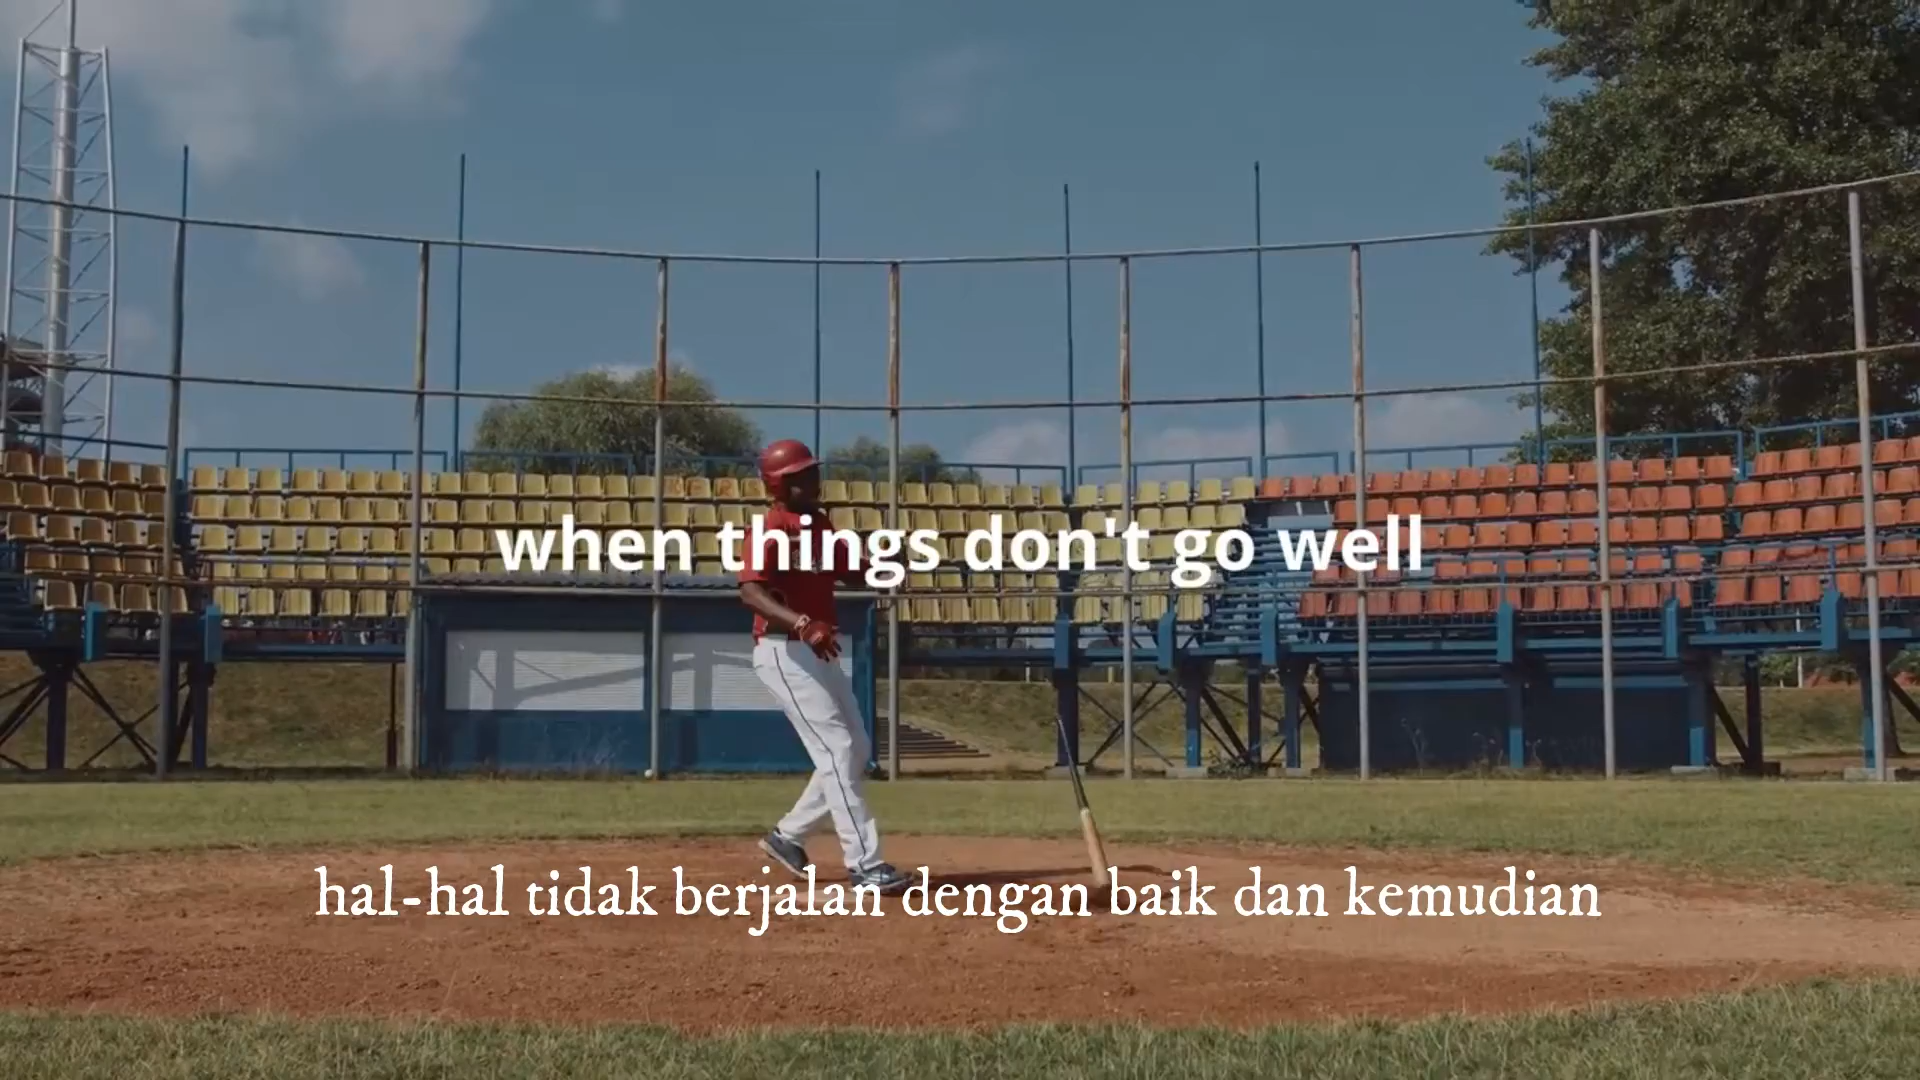 when things don't go well
hal-hal tidak berjalan dengan baik dan kemudian